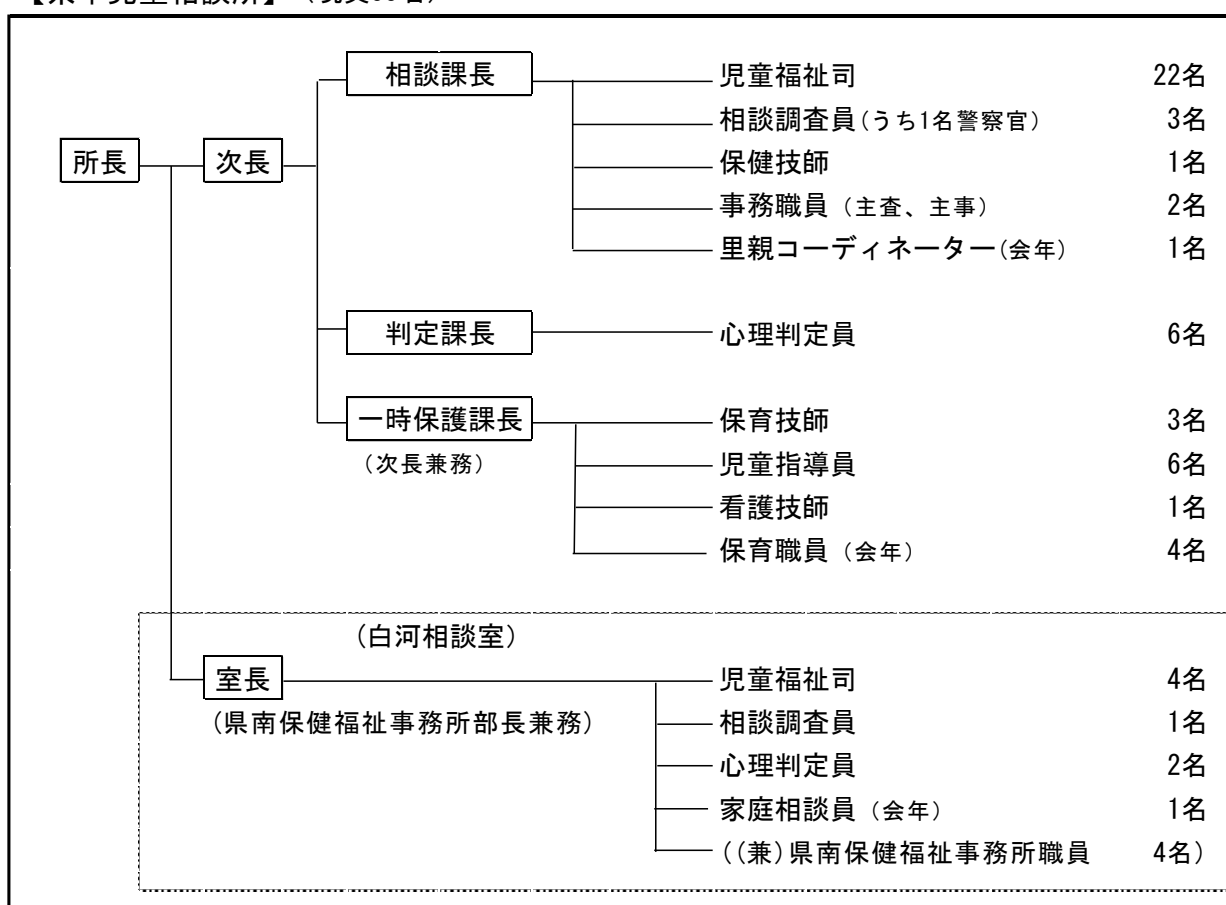 相談課長 児童福祉司 22名
相談調査員(うち1名警察官) 3名
所長 次長 保健技師 1名
事務職員（主査、主事） 2名
里親コーディネーター(会年) 1名
判定課長 心理判定員 6名
一時保護課長 保育技師 3名
（次長兼務） 児童指導員 6名
看護技師 1名
保育職員（会年） 4名
(白河相談室)
室長 児童福祉司 4名
(県南保健福祉事務所部長兼務) 相談調査員 1名
心理判定員 2名
家庭相談員（会年） 1名
((兼)県南保健福祉事務所職員 4名)